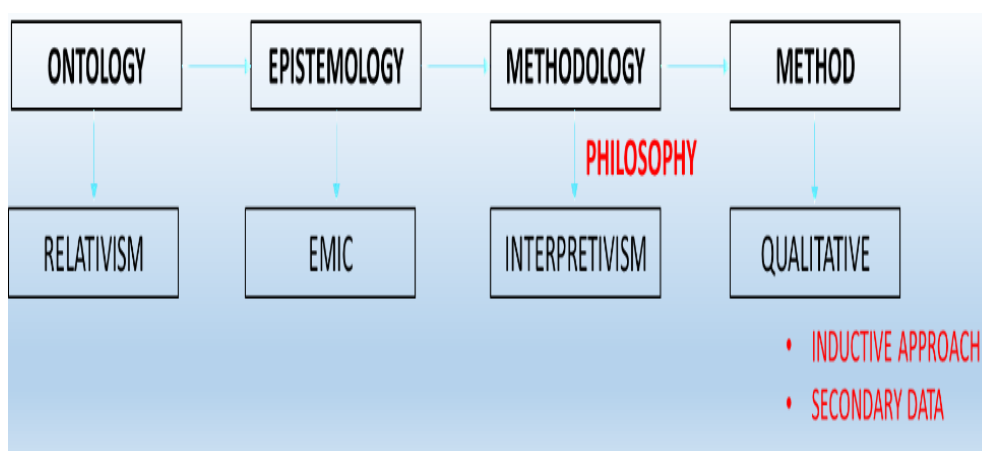 ONTOLOGY
EPISTEMOLOGY
METHODOLOGY
METHOD
PHILOSOPHY
RELATIVISM
EMIC
INTERPRETIVISM
QUALITATIVE
• INDUCTIVE APPROACH
• SECONDARY DATA